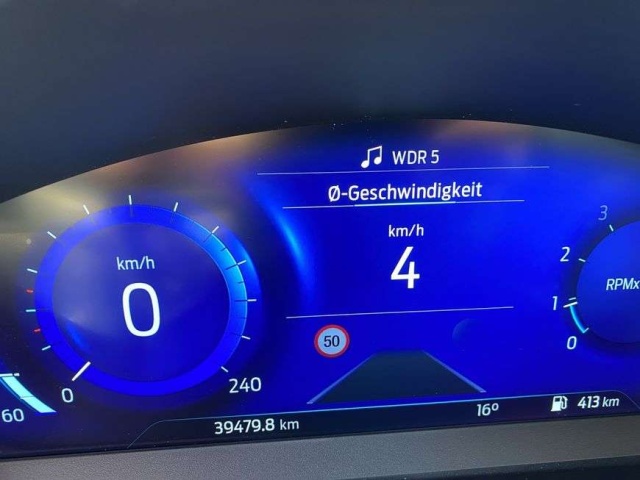 WDR 5
Ø-Geschwindigkeit
km/h
4
km/h
0
0
240
60
50
3
2
1
0
RPMx
39479.8 km
16°
413 km